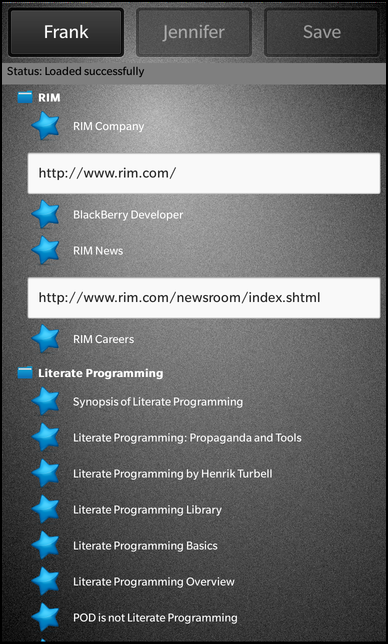 Frank
Jennifer
Save
Status: Loaded successfully
RIM
RIM Company
http://www.rim.com/
BlackBerry Developer
RIM News
http://www.rim.com/newsroom/index.shtml
RIM Careers
Literate Programming
Synopsis of Literate Programming
Literate Programming: Propaganda and Tools
Literate Programming by Henrik Turbell
Literate Programming Library
Literate Programming Basics
Literate Programming Overview
POD is not Literate Programming